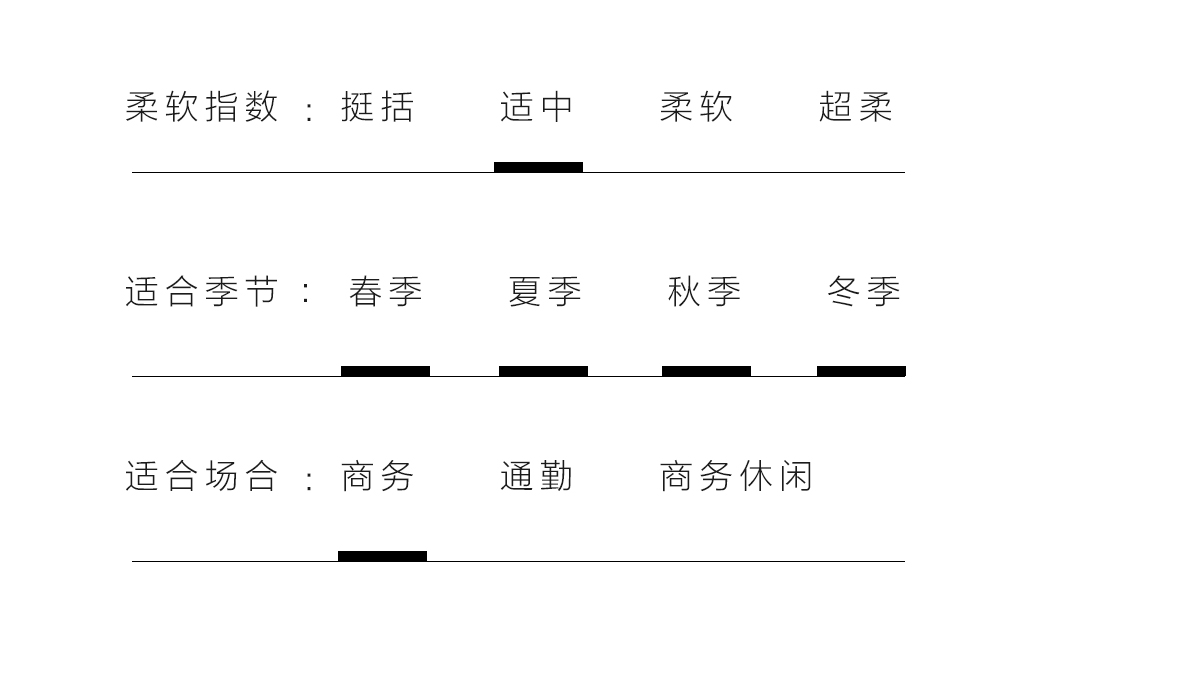 柔软指数 : 挺括 适中 柔软 超柔
适合季节 : 春季 夏季 秋季 冬季
适合场合 : 商务 通勤 商务休闲